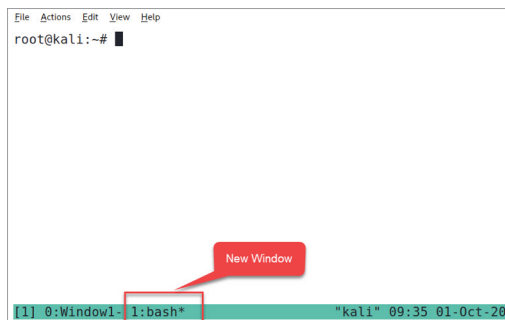 File Actions Edit View Help
root@kali:~#
New Window
[1] 0:Window1- 1:bash* "kali" 09:35 01-Oct-20